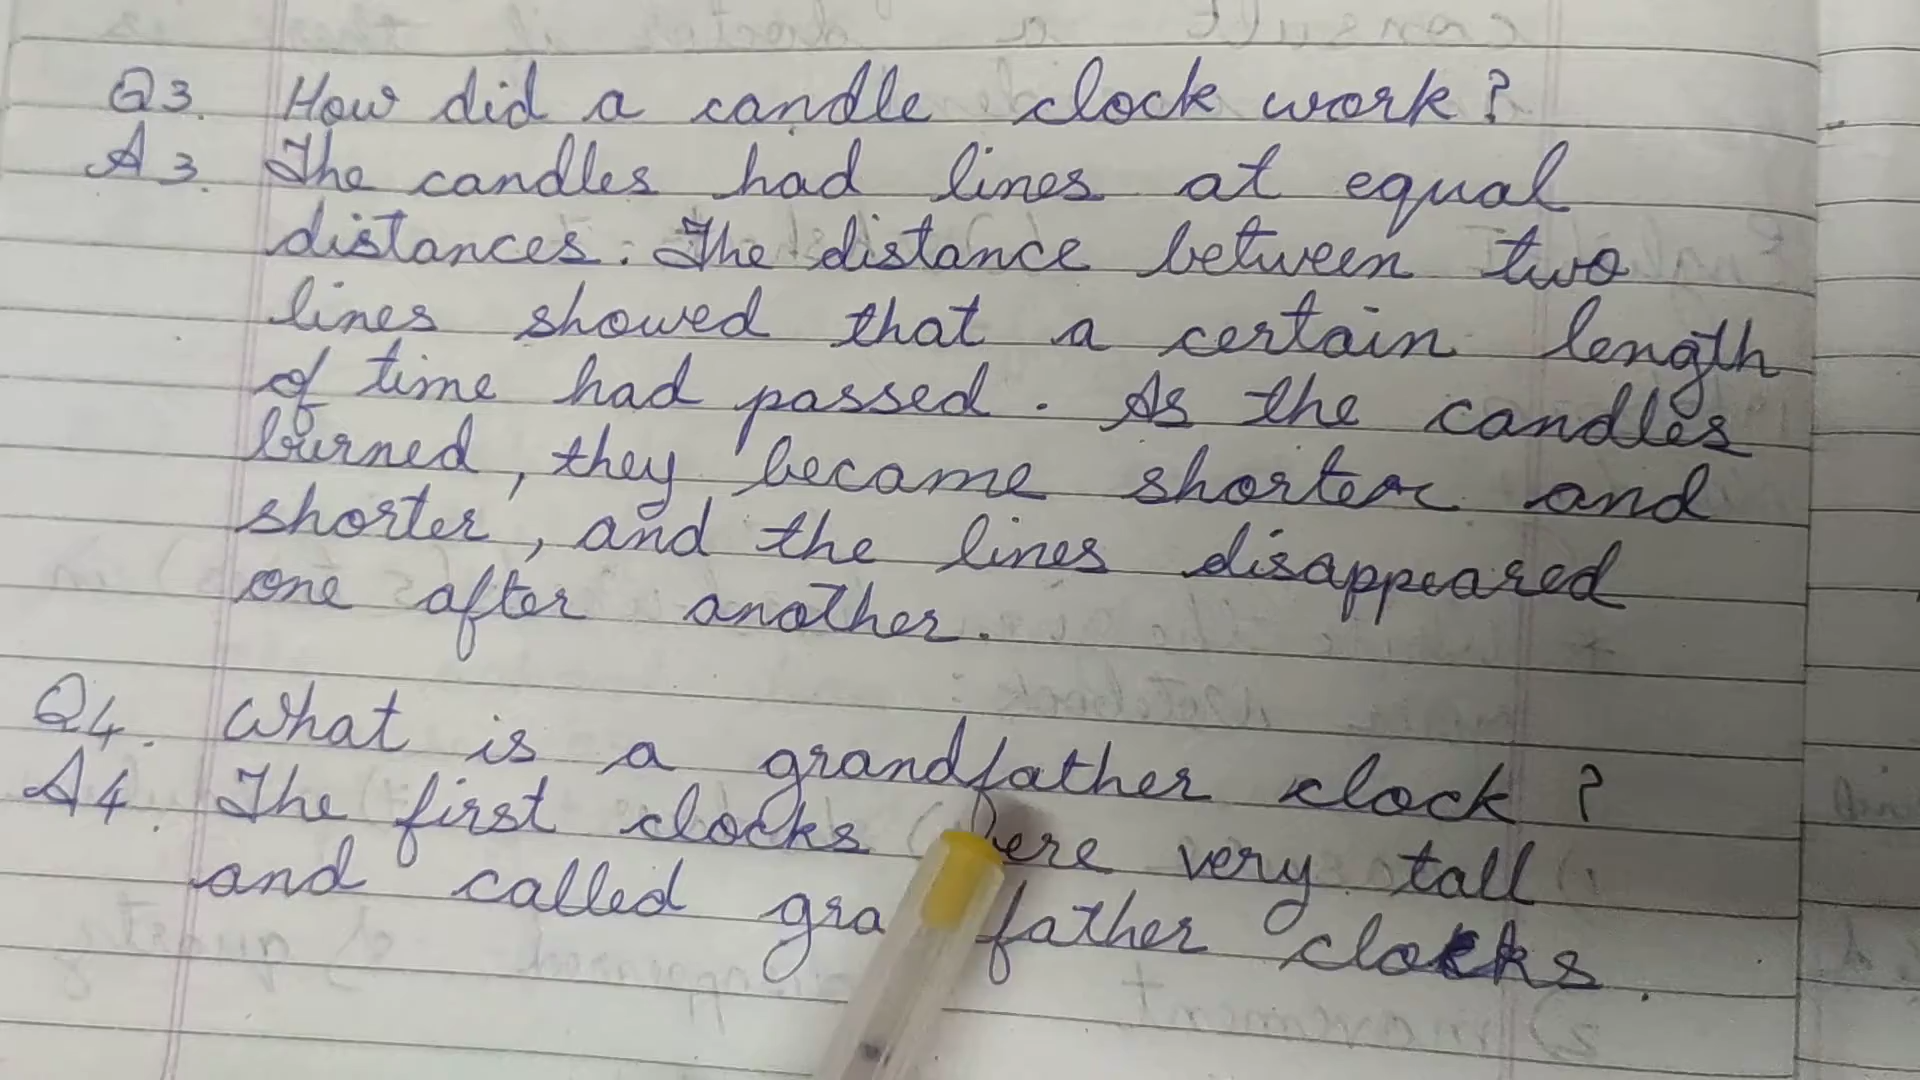 Q3. How did a candle clock work?
A3. The candles had lines at equal
distances. The distance between two
lines showed that a certain length
of time had passed. As the candles
burned, they became shorter and
shorter, and the lines disappeared
one after another.
Q4. What is a grandfather clock?
A4. The first clocks were very tall
and called grandfather clocks.